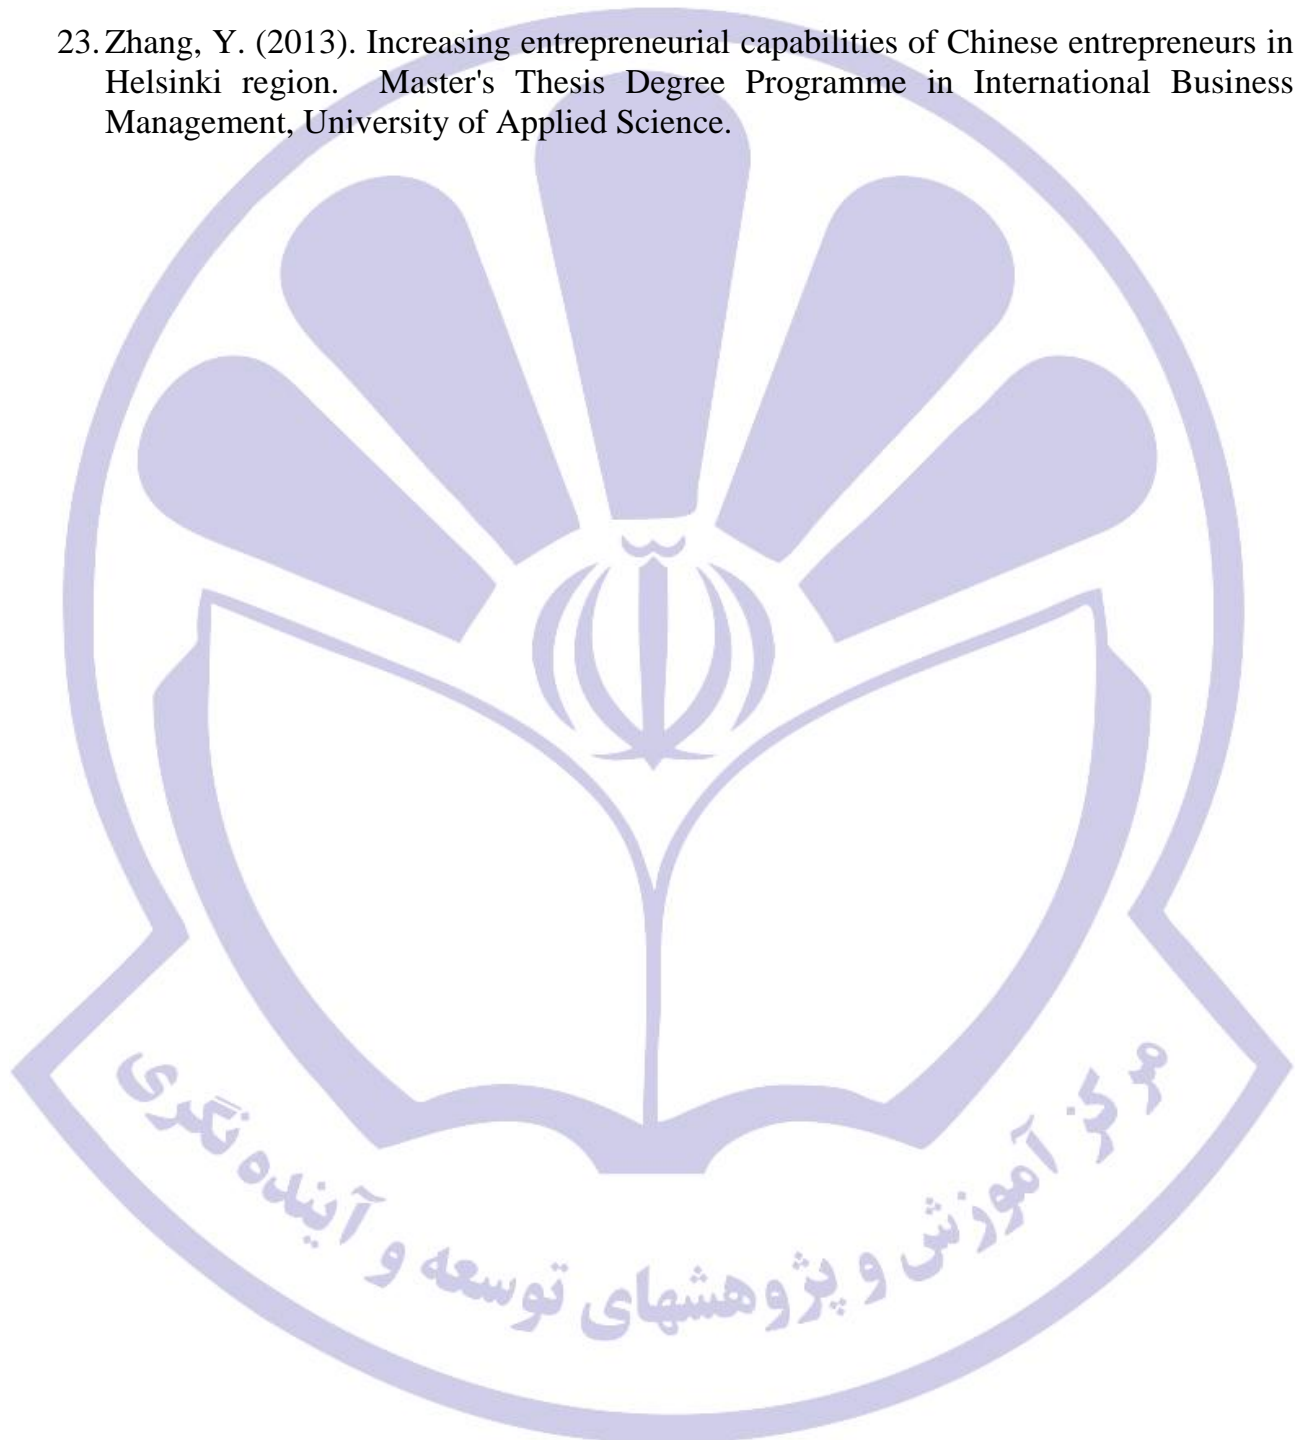 23. Zhang, Y. (2013). Increasing entrepreneurial capabilities of Chinese entrepreneurs in
Helsinki region. Master's Thesis Degree Programme in International Business
Management, University of Applied Science.
مرکز آموزش و پژوهشهای توسعه و آینده نگری